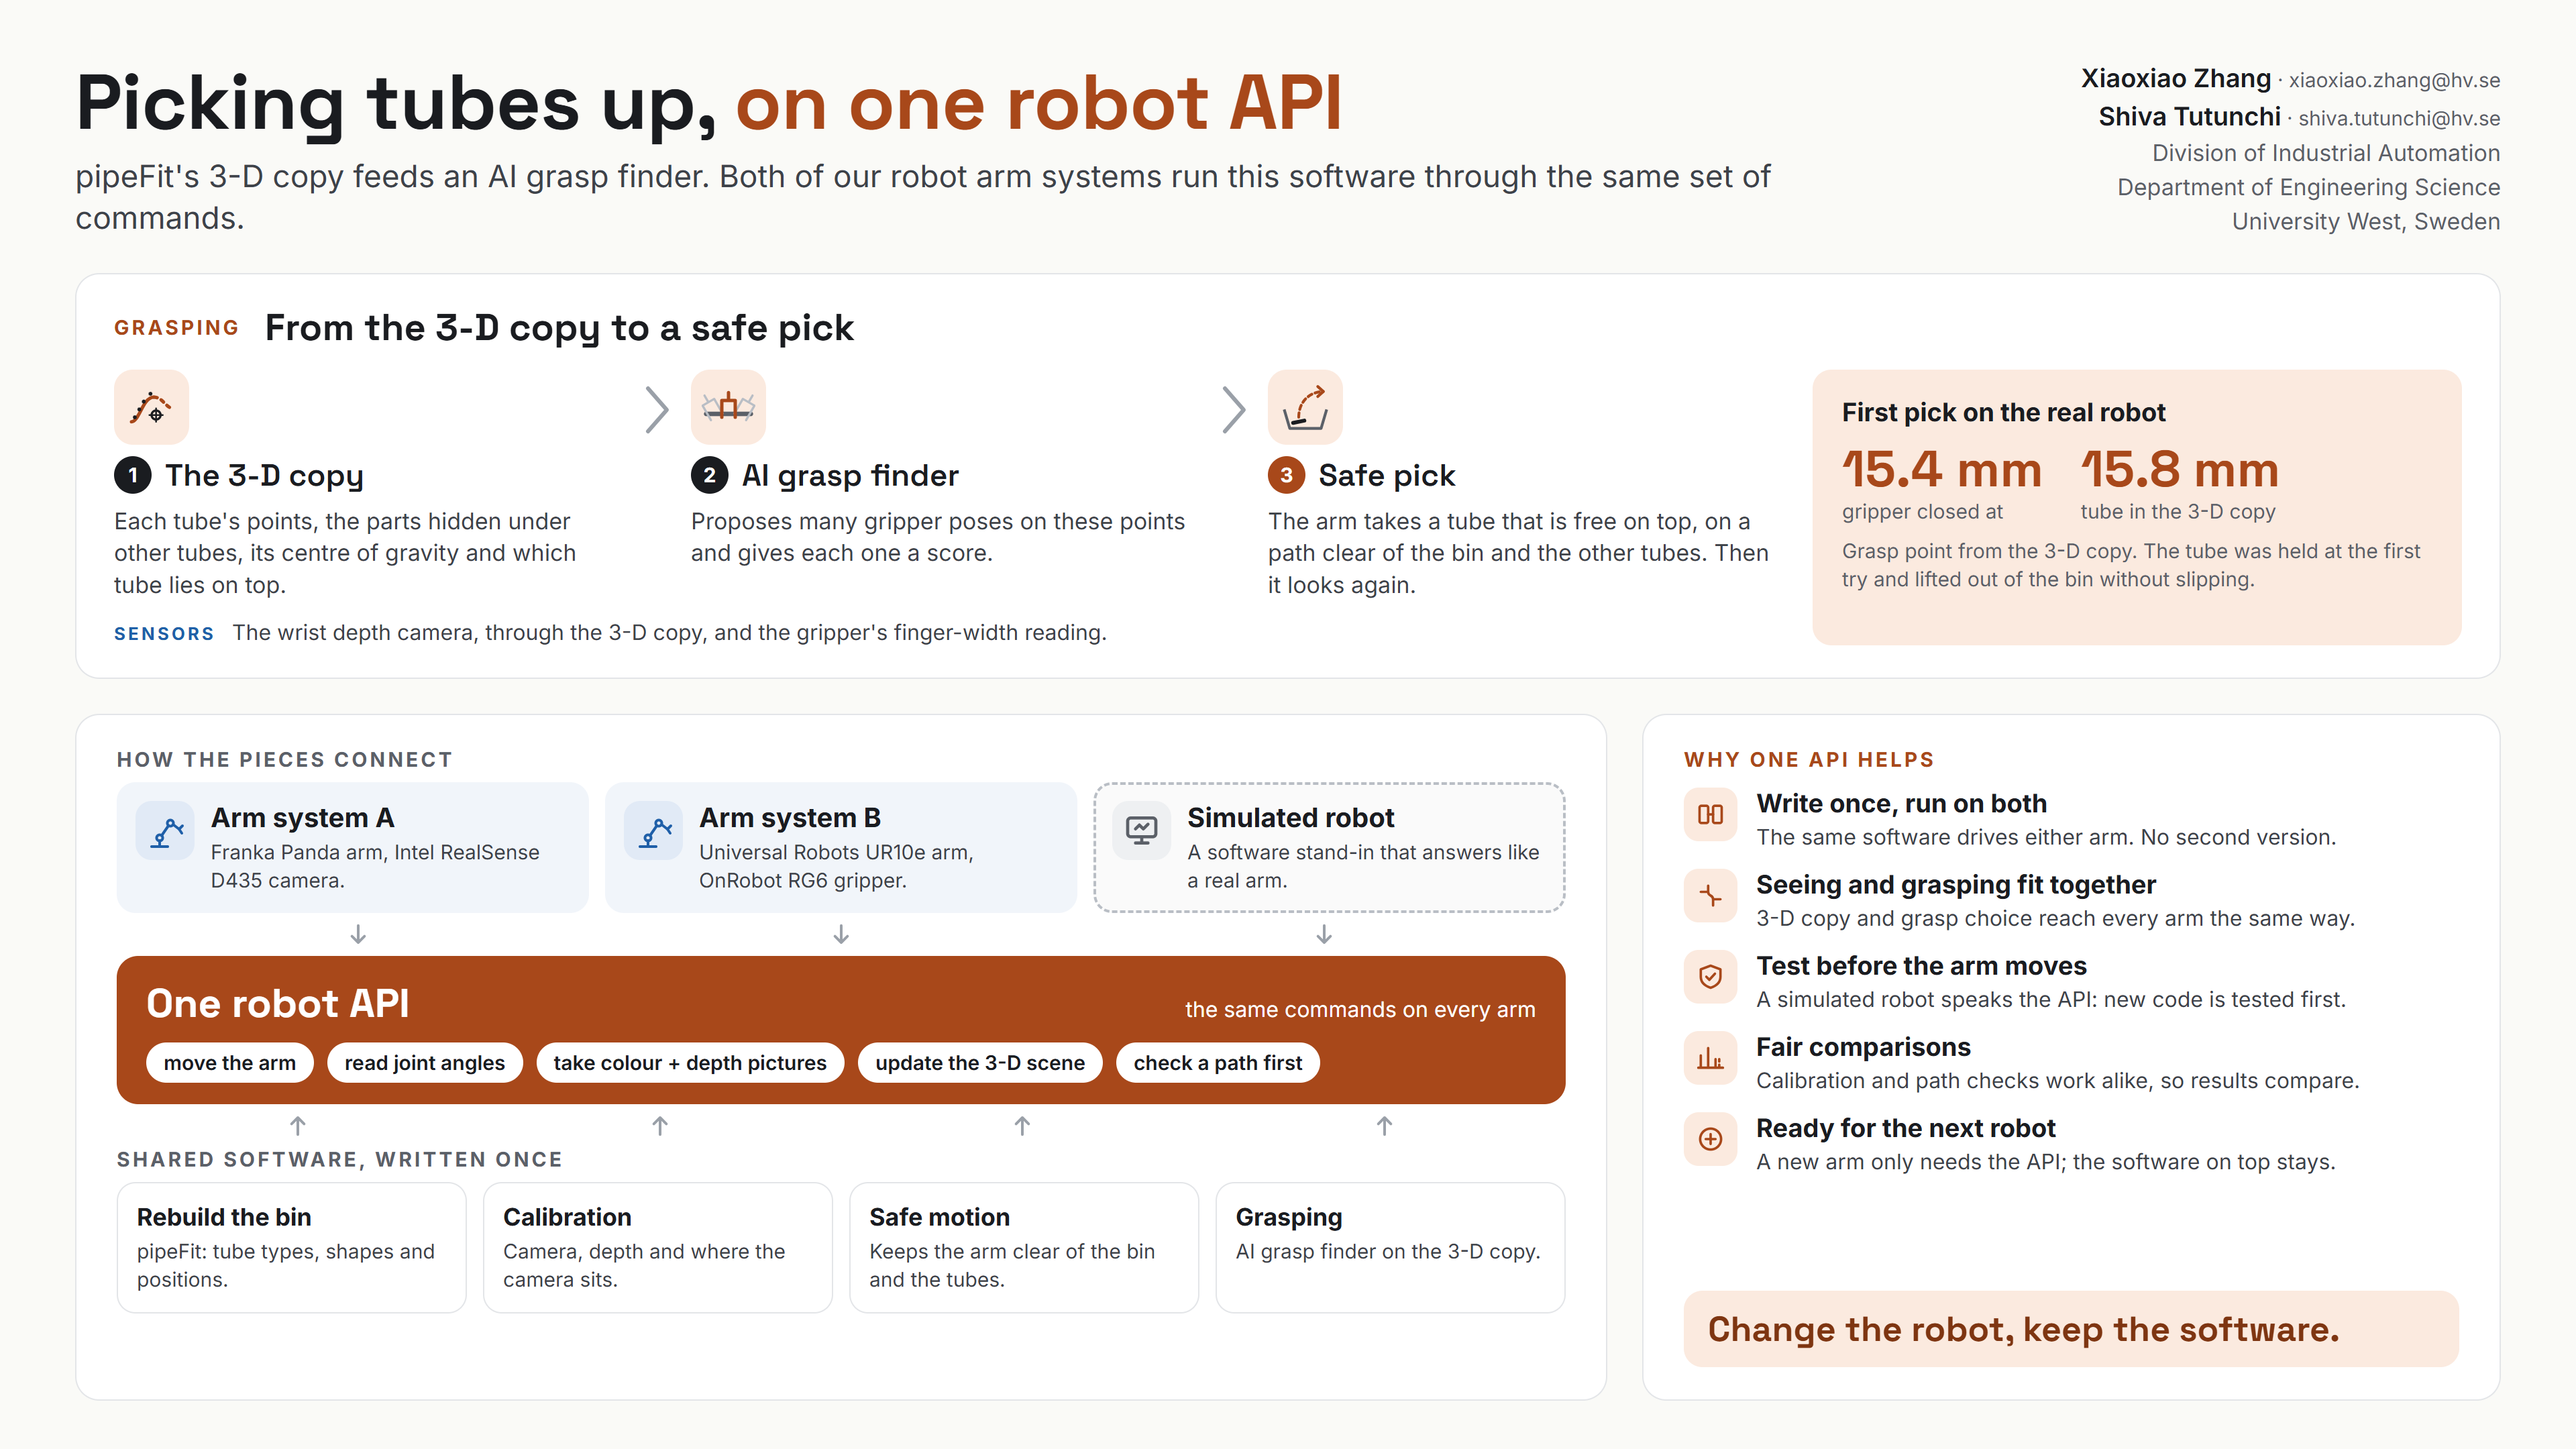 Picking tubes up, on one robot API
pipeFit's 3-D copy feeds an AI grasp finder. Both of our robot arm systems run this software through the same set of
commands.
Xiaoxiao Zhang · xiaoxiao.zhang@hv.se
Shiva Tutunchi · shiva.tutunchi@hv.se
Division of Industrial Automation
Department of Engineering Science
University West, Sweden
GRASPING From the 3-D copy to a safe pick
1 The 3-D copy
Each tube's points, the parts hidden under
other tubes, its centre of gravity and which
tube lies on top.
2 AI grasp finder
Proposes many gripper poses on these points
and gives each one a score.
3 Safe pick
The arm takes a tube that is free on top, on a
path clear of the bin and the other tubes. Then
it looks again.
SENSORS The wrist depth camera, through the 3-D copy, and the gripper's finger-width reading.
First pick on the real robot
15.4 mm 15.8 mm
gripper closed at tube in the 3-D copy
Grasp point from the 3-D copy. The tube was held at the first
try and lifted out of the bin without slipping.
HOW THE PIECES CONNECT
Arm system A
Franka Panda arm, Intel RealSense
D435 camera.
Arm system B
Universal Robots UR10e arm,
OnRobot RG6 gripper.
Simulated robot
A software stand-in that answers like
a real arm.
One robot API the same commands on every arm
move the arm read joint angles take colour + depth pictures update the 3-D scene check a path first
SHARED SOFTWARE, WRITTEN ONCE
Rebuild the bin
pipeFit: tube types, shapes and
positions.
Calibration
Camera, depth and where the
camera sits.
Safe motion
Keeps the arm clear of the bin
and the tubes.
Grasping
AI grasp finder on the 3-D copy.
WHY ONE API HELPS
Write once, run on both
The same software drives either arm. No second version.
Seeing and grasping fit together
3-D copy and grasp choice reach every arm the same way.
Test before the arm moves
A simulated robot speaks the API: new code is tested first.
Fair comparisons
Calibration and path checks work alike, so results compare.
Ready for the next robot
A new arm only needs the API; the software on top stays.
Change the robot, keep the software.